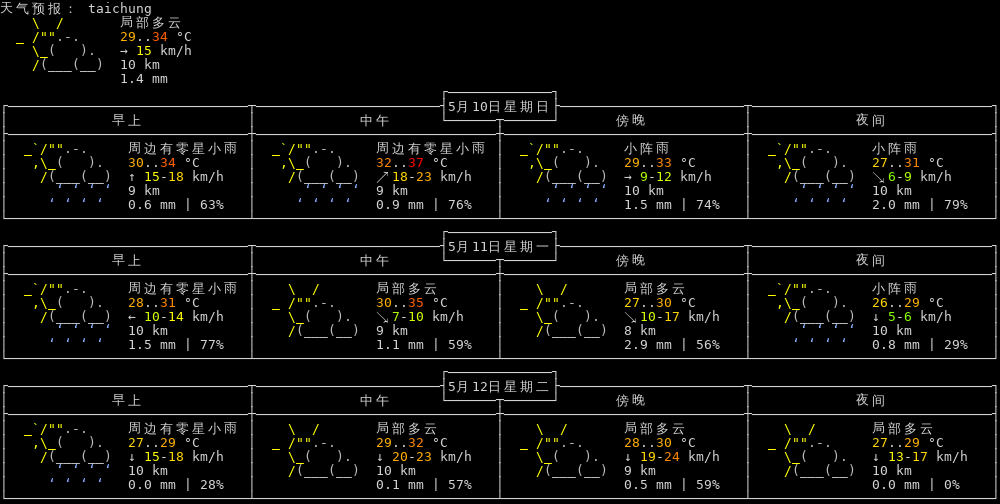 天气预报： taichung
局部多云
29..34 °C
→ 15 km/h
10 km
1.4 mm
5月10日星期日
早上 中午 傍晚 夜间
周边有零星小雨 周边有零星小雨 小阵雨 小阵雨
30..34 °C 32..37 °C 29..33 °C 27..31 °C
↑ 15-18 km/h ↗ 18-23 km/h → 9-12 km/h ↘ 6-9 km/h
9 km 9 km 10 km 10 km
0.6 mm | 63% 0.9 mm | 76% 1.5 mm | 74% 2.0 mm | 79%
5月11日星期一
早上 中午 傍晚 夜间
周边有零星小雨 局部多云 局部多云 小阵雨
28..31 °C 30..35 °C 27..30 °C 26..29 °C
← 10-14 km/h ↘ 7-10 km/h ↘ 10-17 km/h ↓ 5-6 km/h
10 km 9 km 8 km 10 km
1.5 mm | 77% 1.1 mm | 59% 2.9 mm | 56% 0.8 mm | 29%
5月12日星期二
早上 中午 傍晚 夜间
周边有零星小雨 局部多云 局部多云 局部多云
27..29 °C 29..32 °C 28..30 °C 27..29 °C
↓ 15-18 km/h ↓ 20-23 km/h ↓ 19-24 km/h ↓ 13-17 km/h
10 km 10 km 9 km 10 km
0.0 mm | 28% 0.1 mm | 57% 0.5 mm | 59% 0.0 mm | 0%